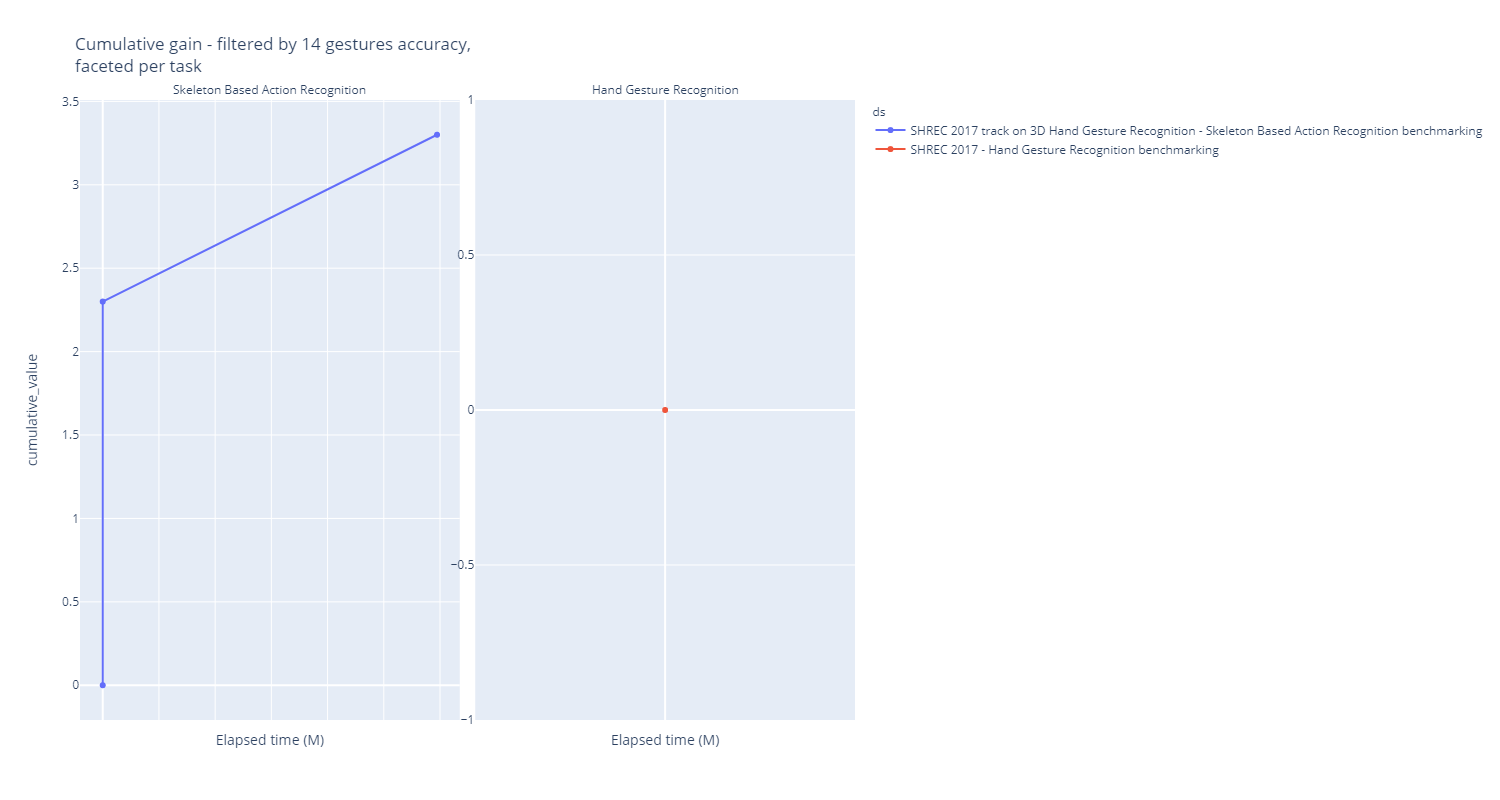 Cumulative gain - filtered by 14 gestures accuracy,
faceted per task
Skeleton Based Action Recognition
Hand Gesture Recognition
3.5
3
2.5
2
1.5
1
0.5
0
cumulative_value
Elapsed time (M)
1
0.5
0
−0.5
−1
Elapsed time (M)
ds
SHREC 2017 track on 3D Hand Gesture Recognition - Skeleton Based Action Recognition benchmarking
SHREC 2017 - Hand Gesture Recognition benchmarking